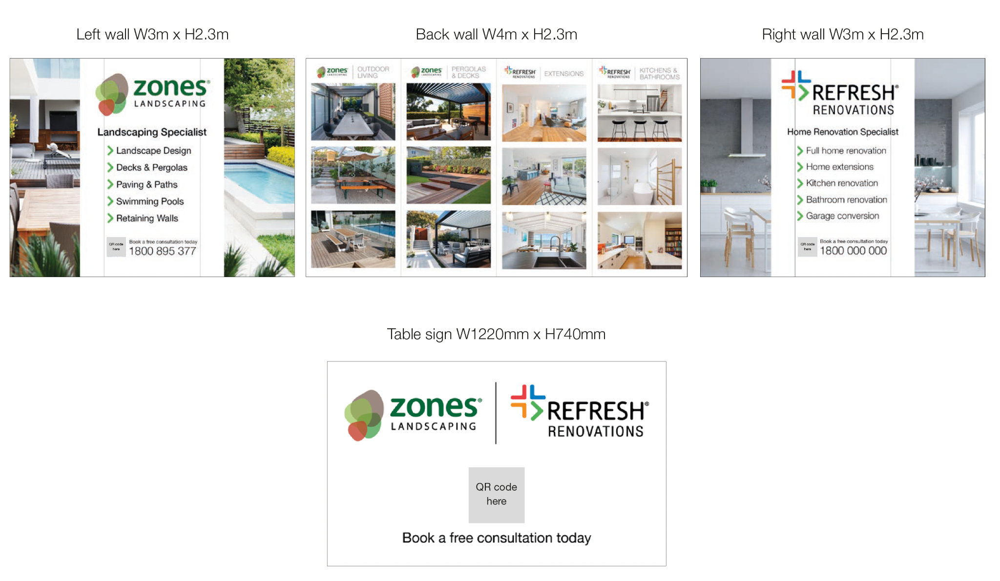 Left wall W3m x H2.3m
zones®
LANDSCAPING
Landscaping Specialist
Landscape Design
Decks & Pergolas
Paving & Paths
Swimming Pools
Retaining Walls
QR code
here
Book a free consultation today
1800 895 377
Back wall W4m x H2.3m
zones
LANDSCAPING
OUTDOOR
LIVING
zones
LANDSCAPING
PERGOLAS
& DECKS
REFRESH
RENOVATIONS
EXTENSIONS
REFRESH
RENOVATIONS
KITCHENS &
BATHROOMS
Right wall W3m x H2.3m
REFRESH®
RENOVATIONS
Home Renovation Specialist
Full home renovation
Home extensions
Kitchen renovation
Bathroom renovation
Garage conversion
QR code
here
Book a free consultation today
1800 000 000
Table sign W1220mm x H740mm
zones®
LANDSCAPING
REFRESH®
RENOVATIONS
QR code
here
Book a free consultation today